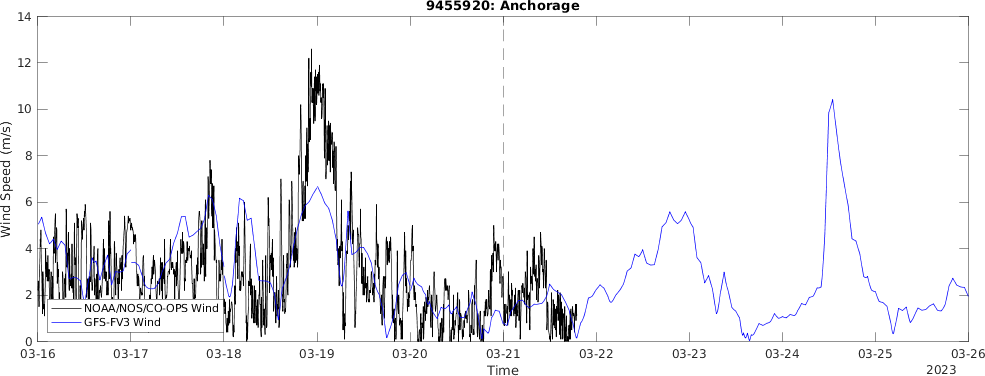 9455920: Anchorage
14
12
10
8
6
4
2
0
Wind Speed (m/s)
NOAA/NOS/CO-OPS Wind
GFS-FV3 Wind
03-16 03-17 03-18 03-19 03-20 03-21 03-22 03-23 03-24 03-25 03-26
Time
2023